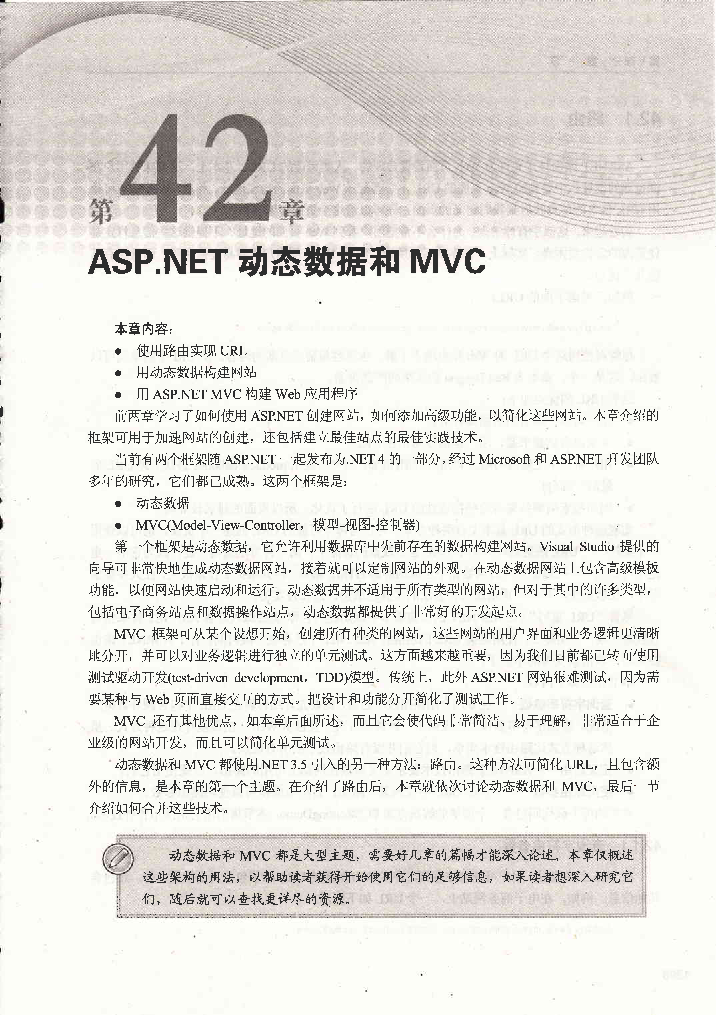 第42章
ASP.NET 动态数据和 MVC
本章内容：
● 使用路由实现 URL
● 用动态数据构建网站
● 用 ASP.NET MVC 构建 Web 应用程序
前两章学习了如何使用 ASP.NET 创建网站，如何添加高级功能，以简化这些网站。本章介绍的
框架可用于加速网站的创建，还包括建立最佳站点的最佳实践技术。
当前有两个框架随 ASP.NET 一起发布为.NET 4 的一部分，经过 Microsoft 和 ASP.NET 开发团队
多年的研究，它们都已成熟。这两个框架是：
● 动态数据
● MVC(Model-View-Controller，模型-视图-控制器)
第一个框架是动态数据，它允许利用数据库中先前存在的数据构建网站。Visual Studio 提供的
向导可非常快地生成动态数据网站，接着就可以定制网站的外观。在动态数据网站上包含高级模板
功能，以便网站快速启动和运行。动态数据并不适用于所有类型的网站，但对于其中的许多类型，
包括电子商务站点和数据操作站点，动态数据都提供了非常好的开发起点。
MVC 框架可从某个设想开始，创建所有种类的网站，这些网站的用户界面和业务逻辑更清晰
地分开，并可以对业务逻辑进行独立的单元测试。这方面越来越重要，因为我们目前都已转而使用
测试驱动开发(test-driven development，TDD)模型。传统上，此外 ASP.NET 网站很难测试，因为需
要某种与 Web 页面直接交互的方式。把设计和功能分开简化了测试工作。
MVC 还有其他优点，如本章后面所述，而且它会使代码非常简洁、易于理解，非常适合于企
业级的网站开发，而且可以简化单元测试。
动态数据和 MVC 都使用.NET 3.5 引入的另一种方法：路由。这种方法可简化 URL，且包含额
外的信息，是本章的第一个主题。在介绍了路由后，本章就依次讨论动态数据和 MVC，最后一节
介绍如何合并这些技术。
动态数据和 MVC 都是大型主题，需要好几章的篇幅才能深入论述。本章仅概述
这些架构的用法，以帮助读者获得开始使用它们的足够信息，如果读者想深入研究它
们，随后就可以查找更详尽的资源。